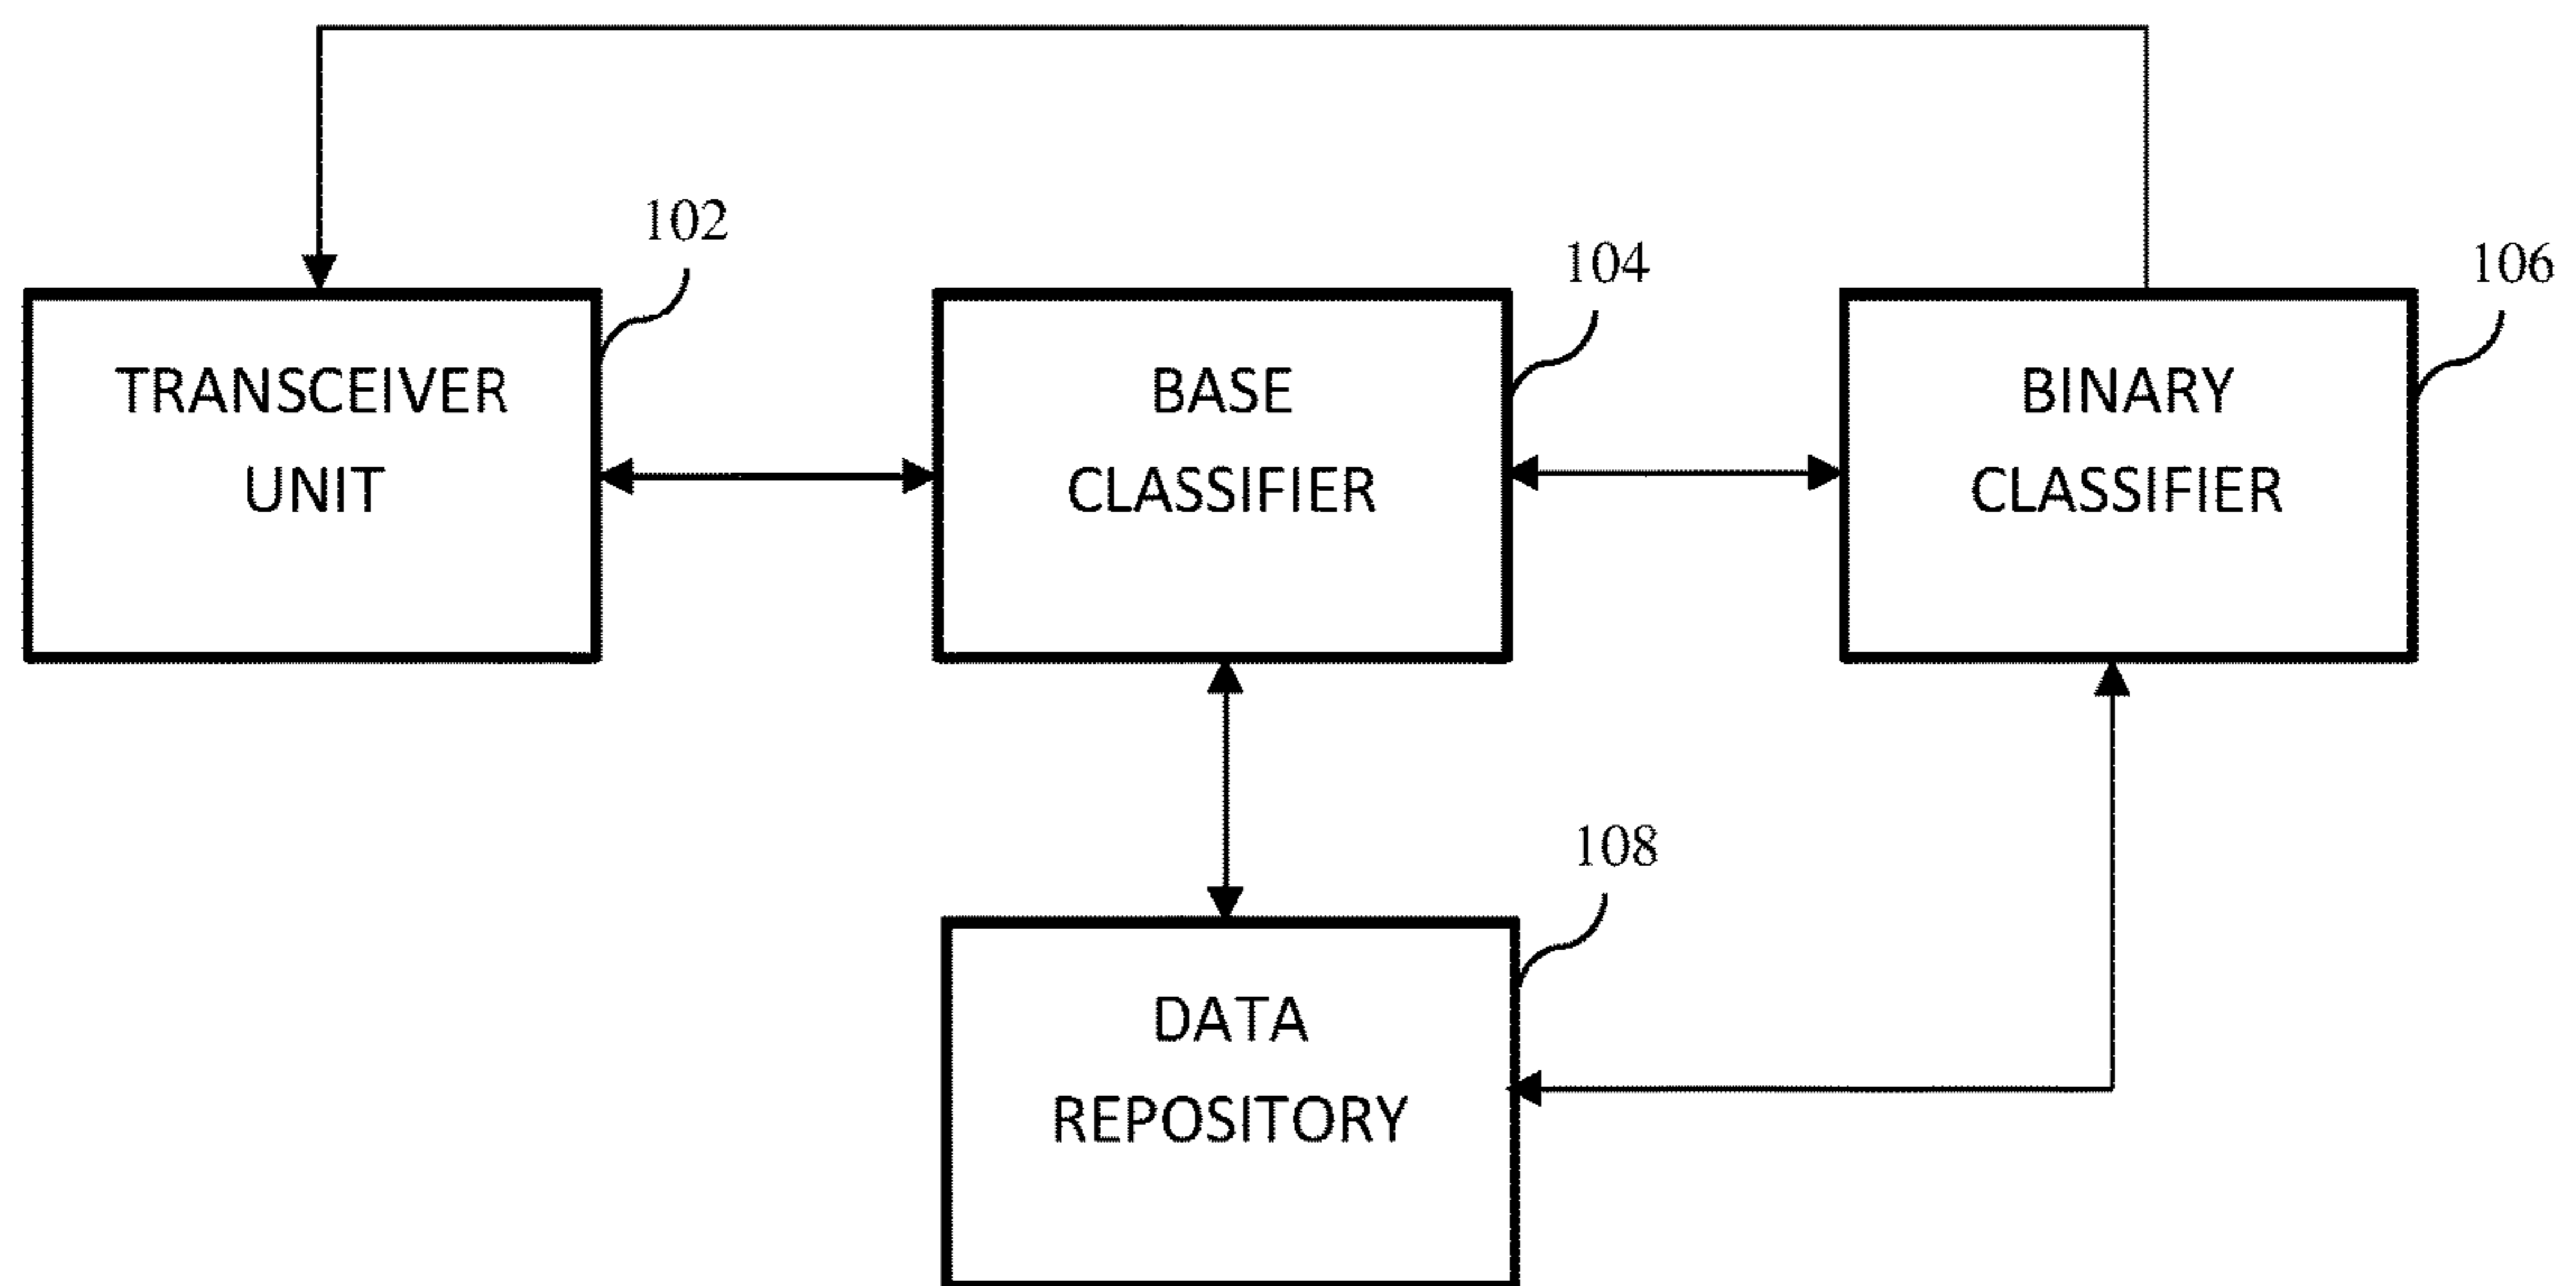 102
104
106
TRANSCEIVER
UNIT
BASE
CLASSIFIER
BINARY
CLASSIFIER
108
DATA
REPOSITORY